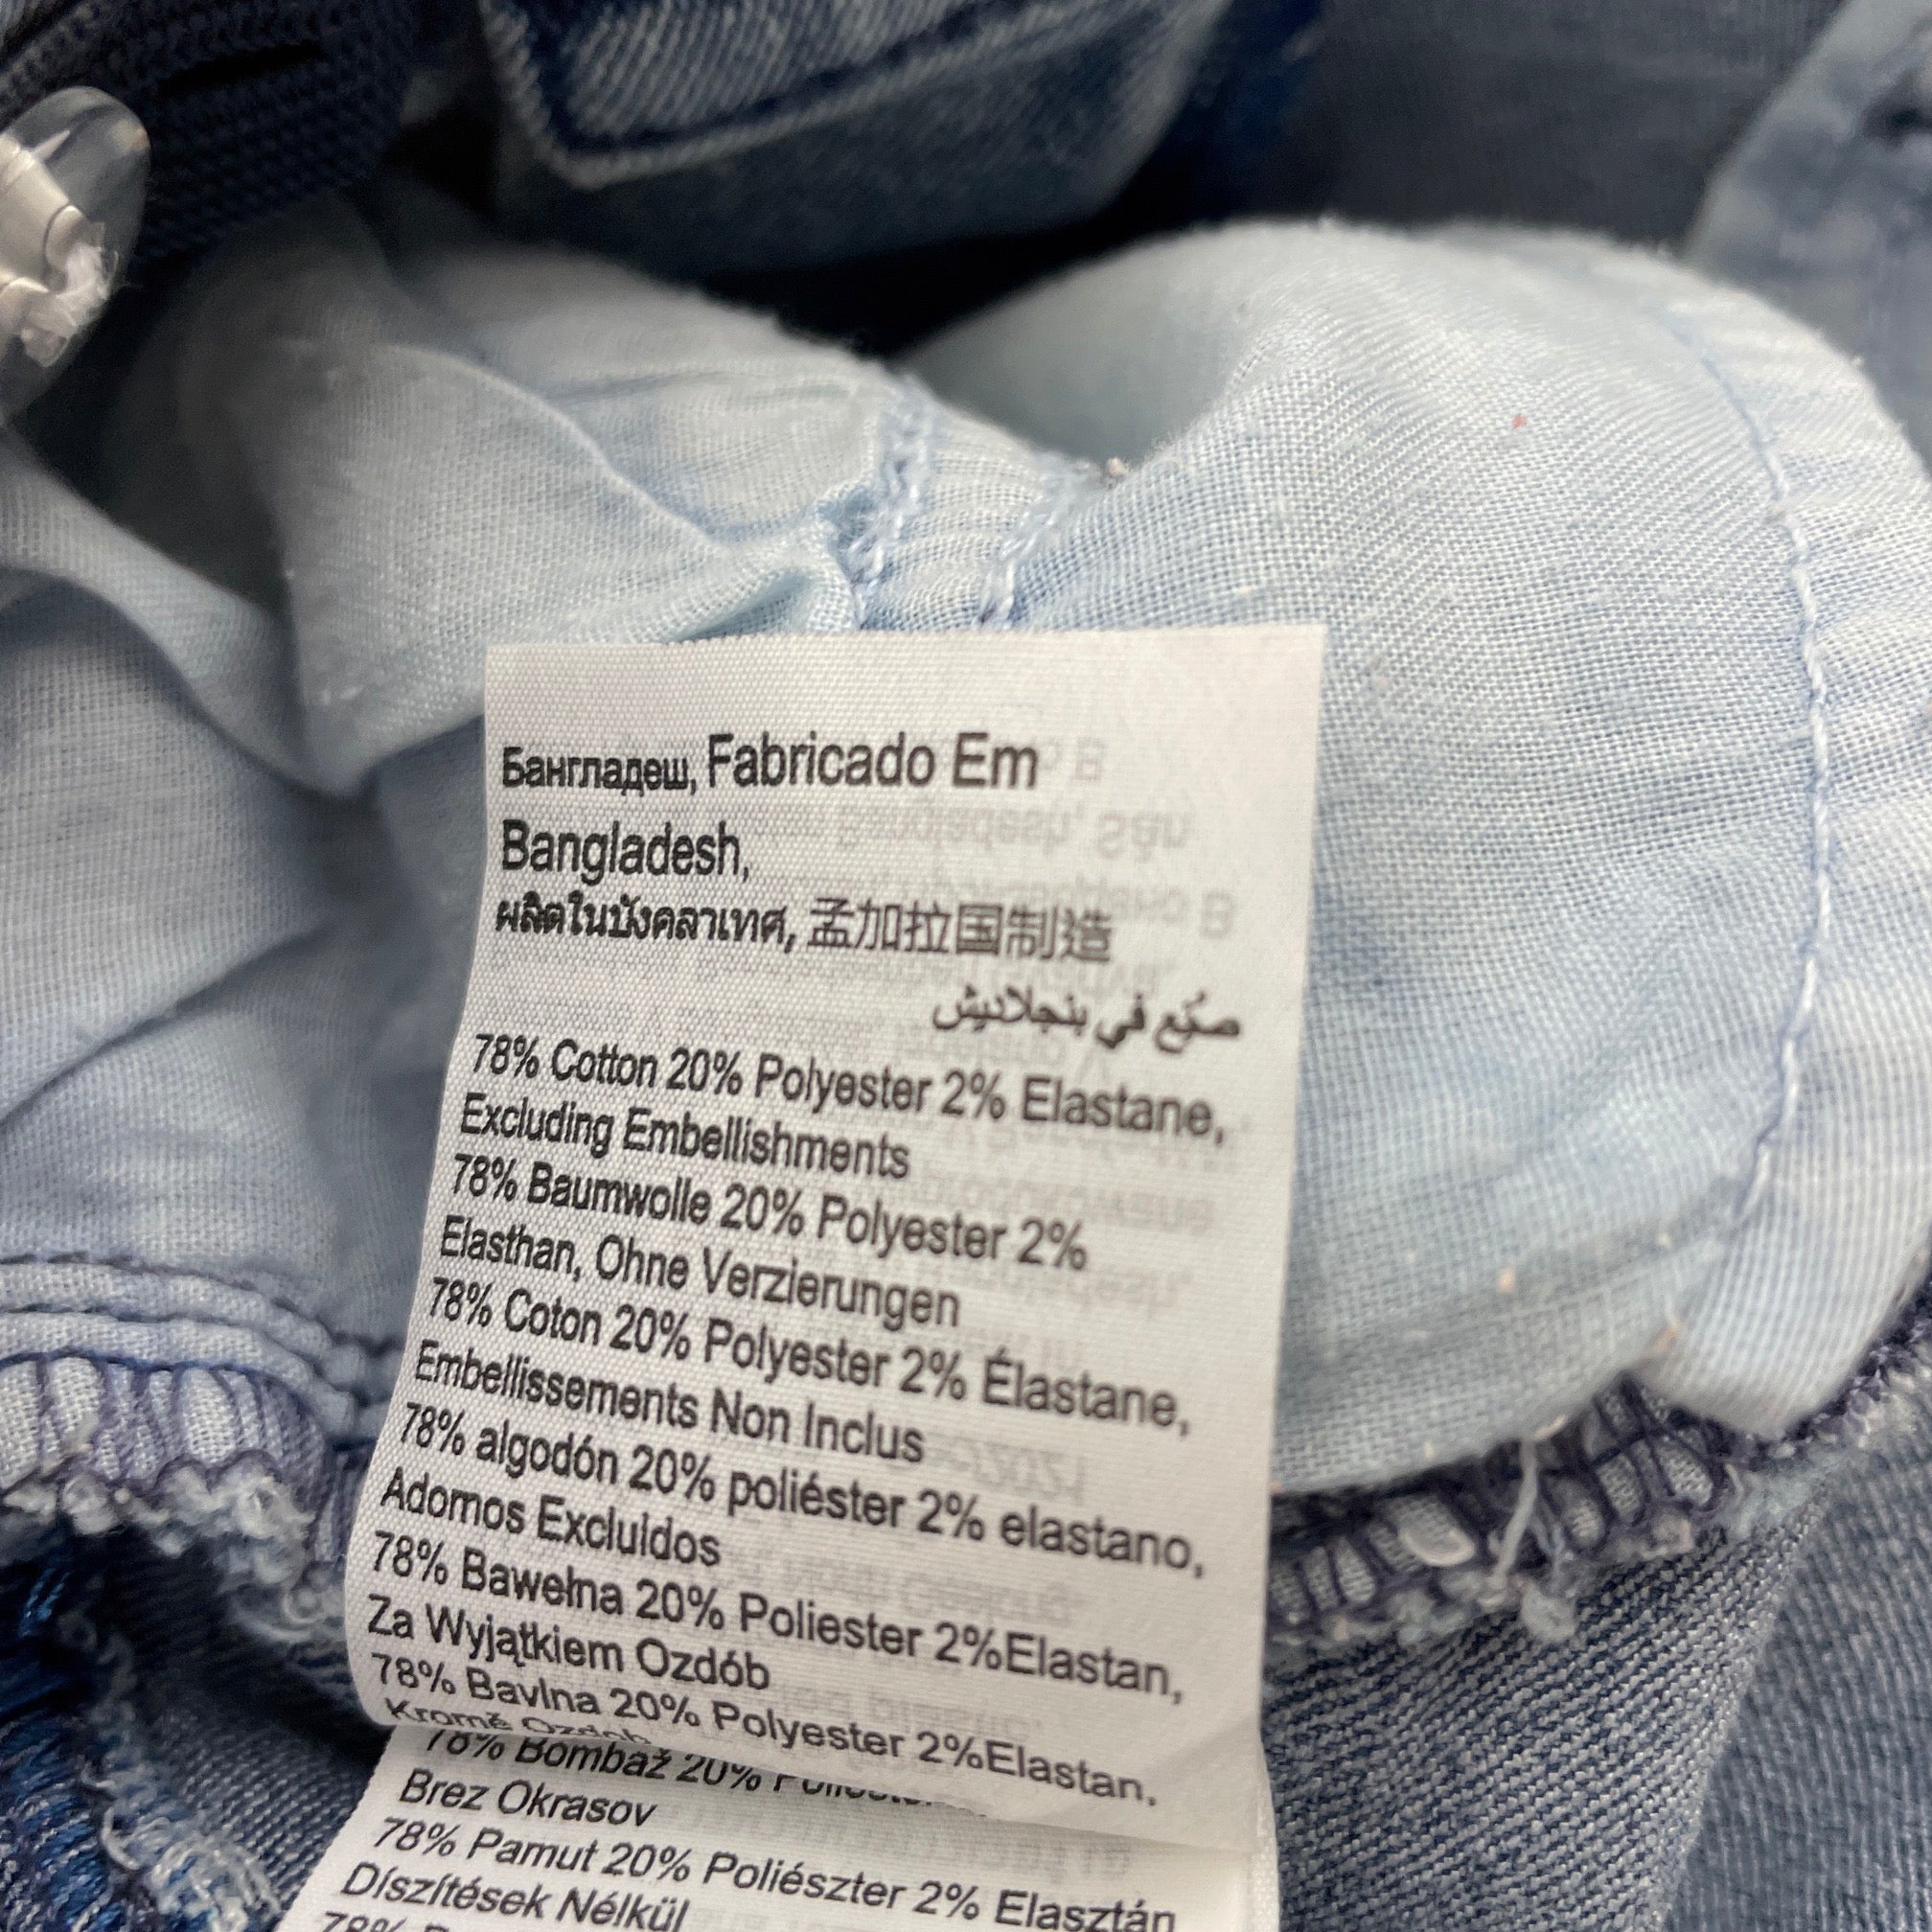 Бангладеш, Fabricado Em
Bangladesh,
ผลิตในบังคลาเทศ, 孟加拉国制造
صُنِع في بنجلاديش
78% Cotton 20% Polyester 2% Elastane,
Excluding Embellishments
78% Baumwolle 20% Polyester 2%
Elasthan, Ohne Verzierungen
78% Coton 20% Polyester 2% Élastane,
Embellissements Non Inclus
78% algodón 20% poliéster 2% elastano,
Adornos Excluidos
78% Bawełna 20% Poliester 2%Elastan,
Za Wyjątkiem Ozdób
78% Bavlna 20% Polyester 2%Elastan,
Kromě Ozdob
78% Bombaž 20%
Brez Okrasov
78% Pamut 20% Poliészter 2% Elasztán
Díszítések Nélkül
78%